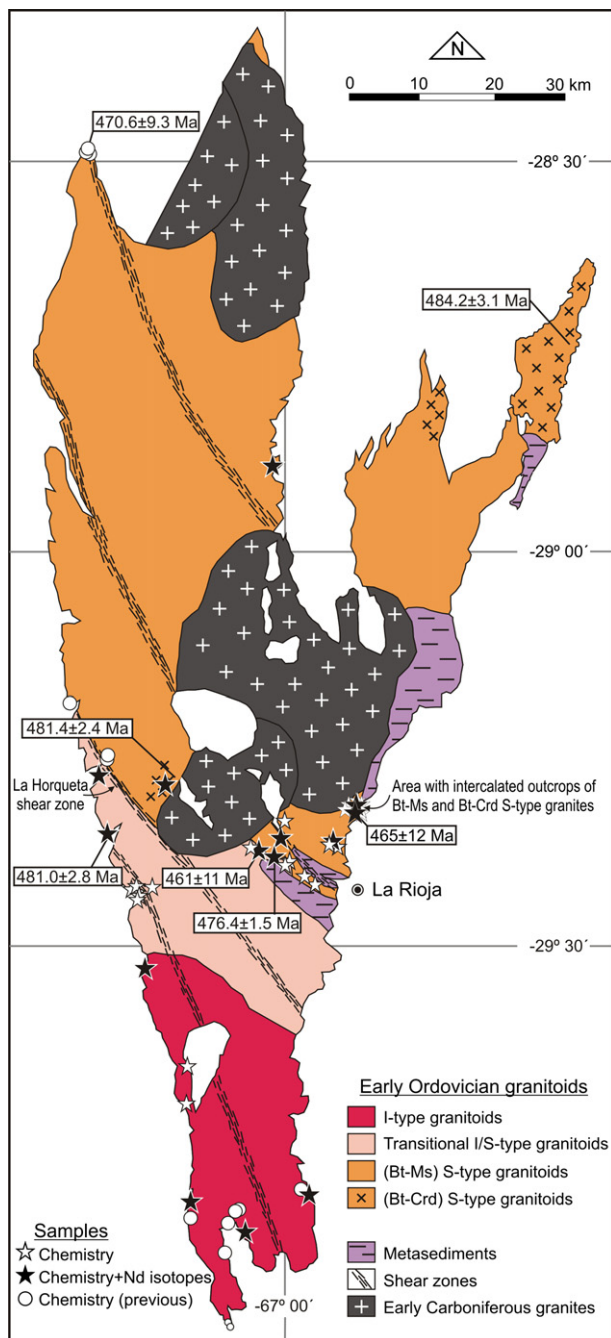 N
0 10 20 30 km
470.6±9.3 Ma
-28° 30´
484.2±3.1 Ma
-29° 00´
481.4±2.4 Ma
La Horqueta
shear zone
Area with intercalated outcrops of
Bt-Ms and Bt-Crd S-type granites
465±12 Ma
481.0±2.8 Ma
461±11 Ma
La Rioja
476.4±1.5 Ma
-29° 30´
Early Ordovician granitoids
I-type granitoids
Transitional I/S-type granitoids
(Bt-Ms) S-type granitoids
(Bt-Crd) S-type granitoids
Metasediments
Shear zones
Early Carboniferous granites
Samples
Chemistry
Chemistry+Nd isotopes
Chemistry (previous)
-67° 00´